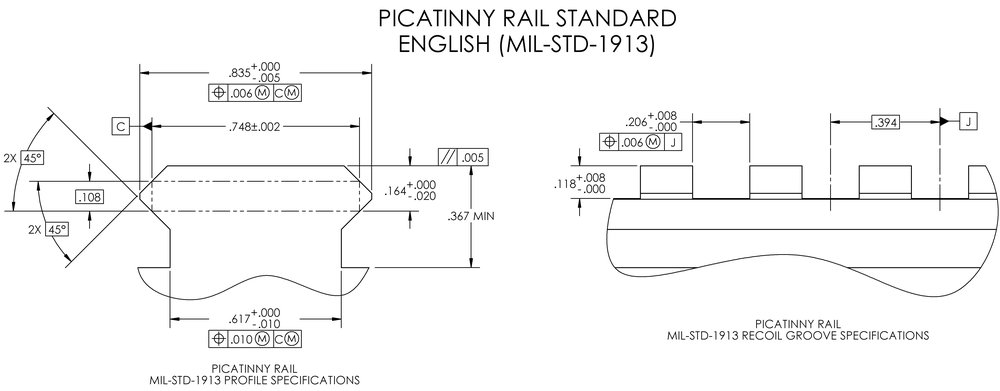 PICATINNY RAIL STANDARD
ENGLISH (MIL-STD-1913)
.835 +.000 -.005
⌖ .006 Ⓜ C Ⓜ
C
.748±.002
2X 45°
.108
2X 45°
// .005
.164 +.000 -.020
.367 MIN
.617 +.000 -.010
⌖ .010 Ⓜ C Ⓜ
PICATINNY RAIL
MIL-STD-1913 PROFILE SPECIFICATIONS
.206 +.008 -.000
⌖ .006 Ⓜ J
.394
J
.118 +.008 -.000
PICATINNY RAIL
MIL-STD-1913 RECOIL GROOVE SPECIFICATIONS